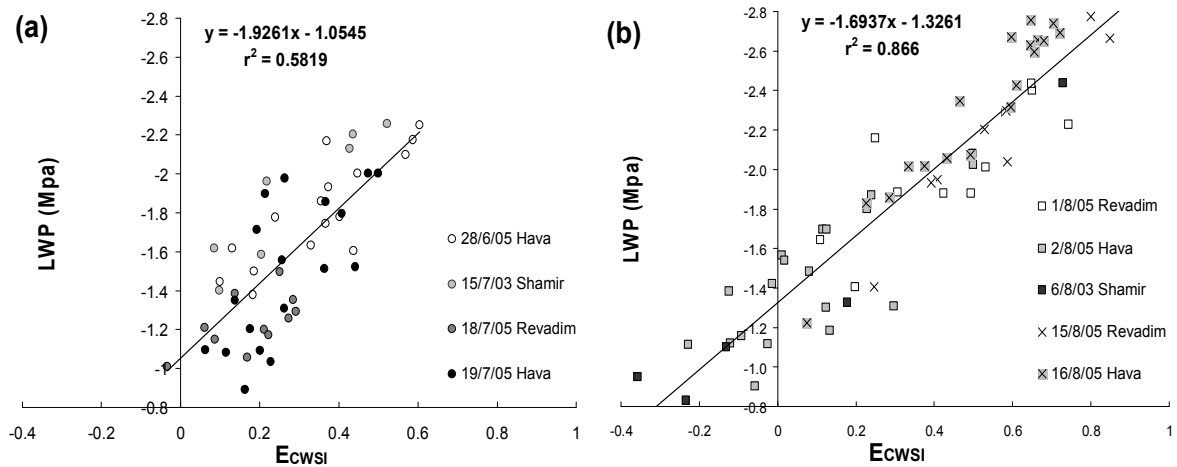 (a)
y = -1.9261x - 1.0545
r² = 0.5819
-2.8
-2.6
-2.4
-2.2
-2.0
-1.8
-1.6
-1.4
-1.2
-1.0
-0.8
LWP (Mpa)
28/6/05 Hava
15/7/03 Shamir
18/7/05 Revadim
19/7/05 Hava
-0.4 -0.2 0 0.2 0.4 0.6 0.8 1
ECWSI
(b)
y = -1.6937x - 1.3261
r² = 0.866
-2.8
-2.6
-2.4
-2.2
-2.0
-1.8
-1.6
-1.4
-1.2
-1.0
-0.8
LWP (Mpa)
1/8/05 Revadim
2/8/05 Hava
6/8/03 Shamir
15/8/05 Revadim
16/8/05 Hava
-0.4 -0.2 0 0.2 0.4 0.6 0.8 1
ECWSI